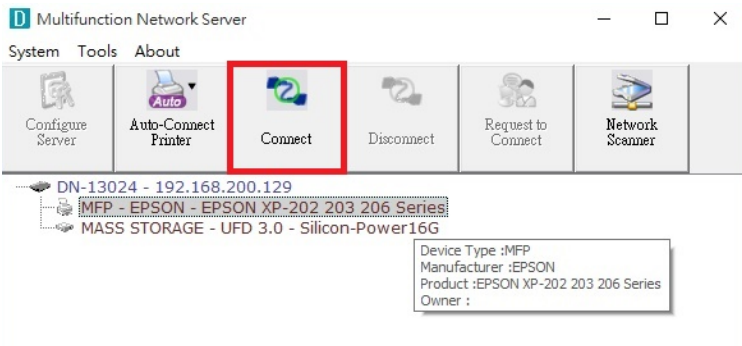 D Multifunction Network Server
System Tools About
Configure Server
Auto
Auto-Connect Printer
Connect
Disconnect
Request to Connect
Network Scanner
DN-13024 - 192.168.200.129
MFP - EPSON - EPSON XP-202 203 206 Series
MASS STORAGE - UFD 3.0 - Silicon-Power16G
Device Type :MFP
Manufacturer :EPSON
Product :EPSON XP-202 203 206 Series
Owner :